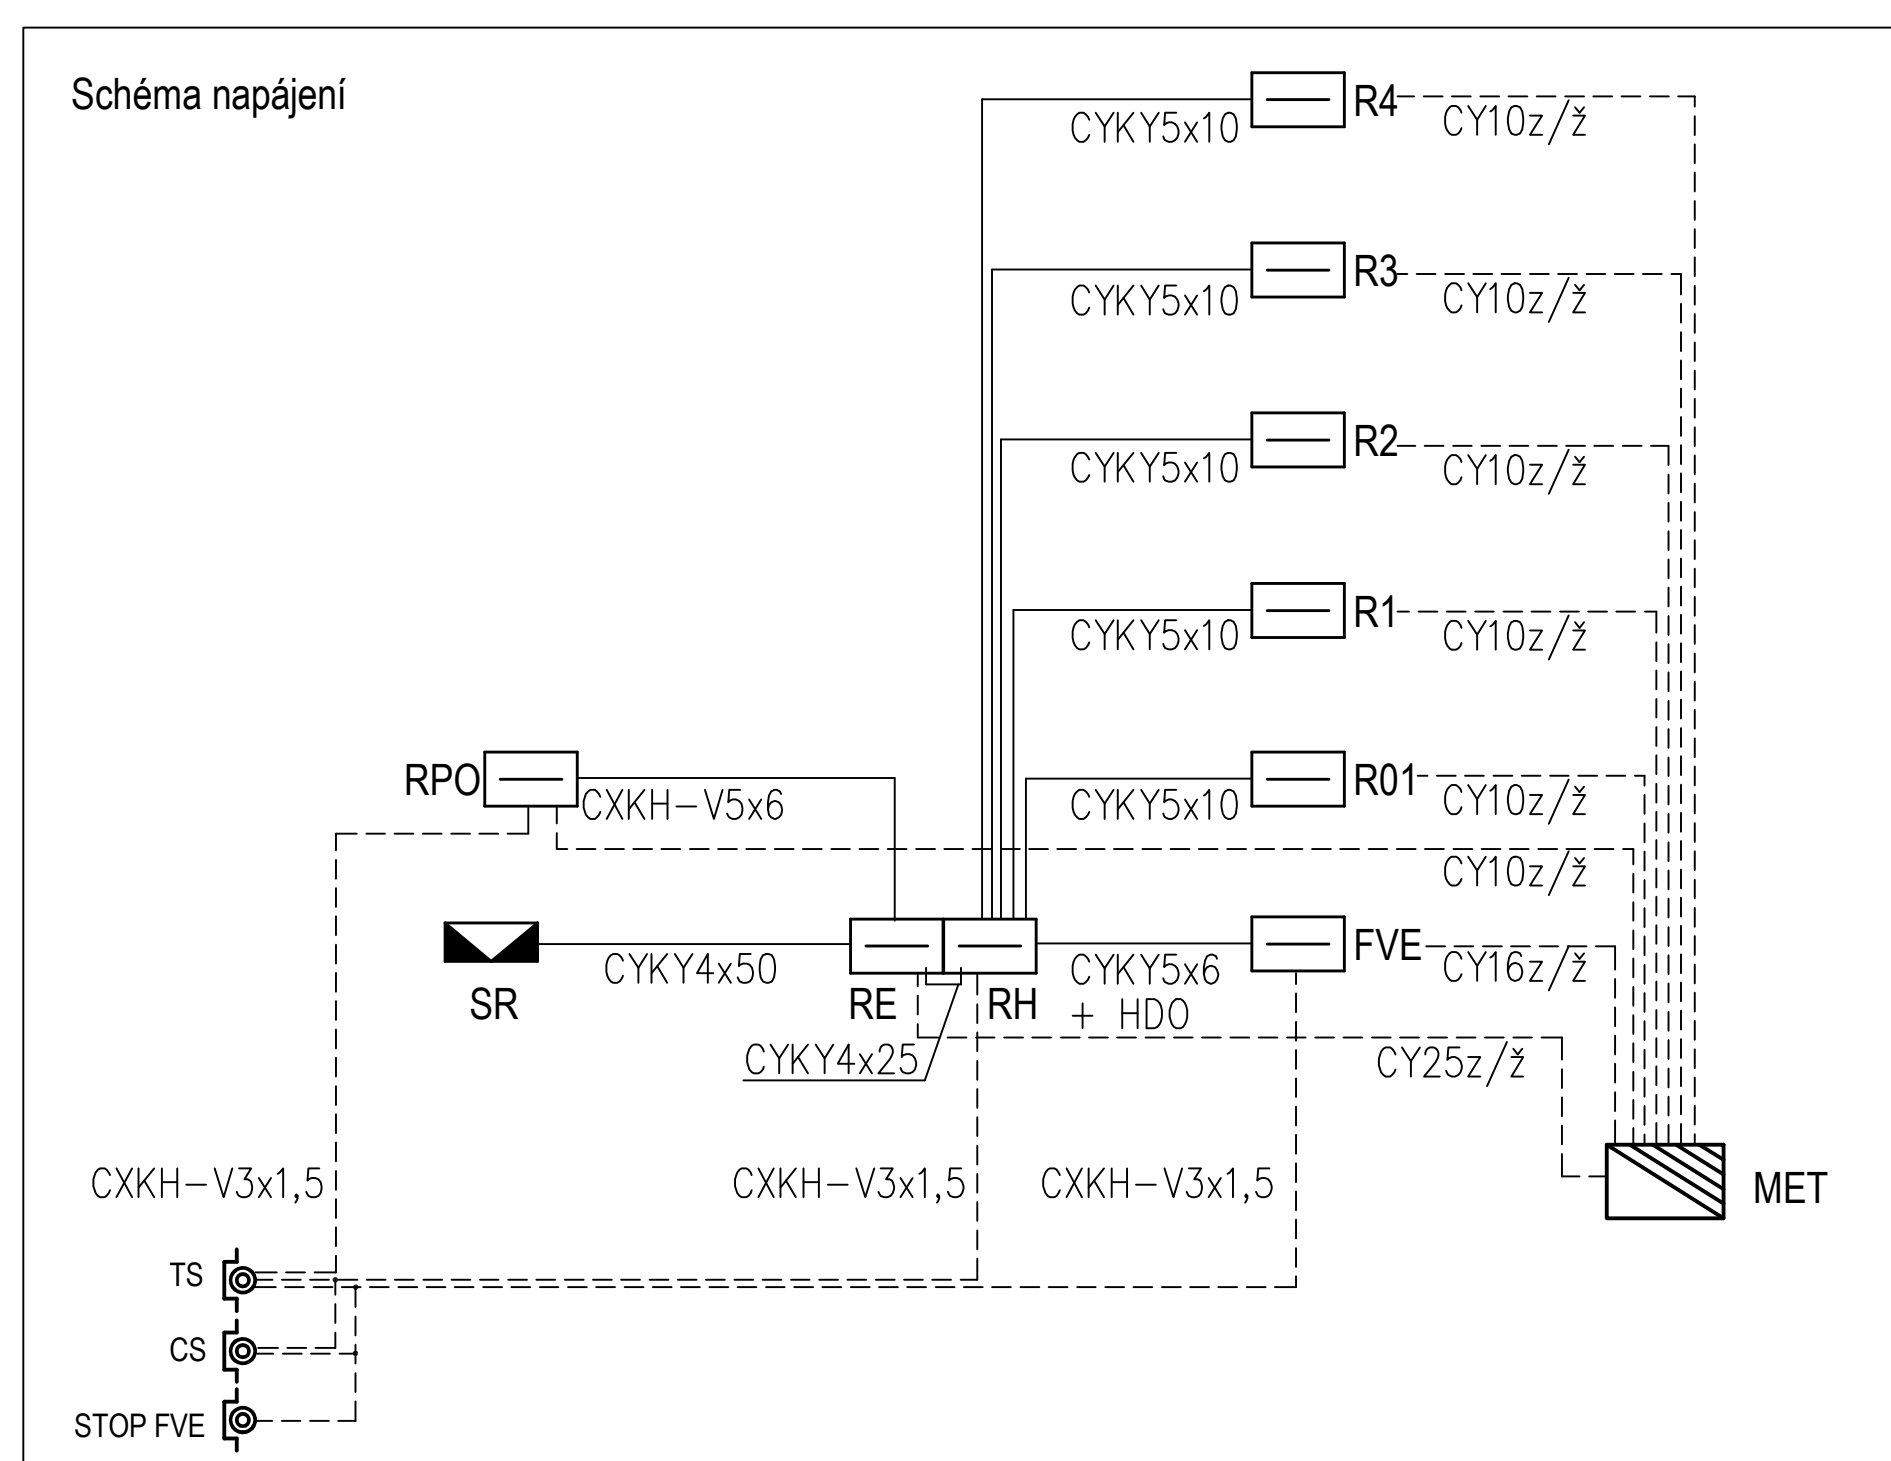 Schéma napájení
R4
CY10z/ž
CYKY5x10
R3
CY10z/ž
CYKY5x10
R2
CY10z/ž
CYKY5x10
R1
CY10z/ž
CYKY5x10
RPO
CXKH-V5x6
R01
CY10z/ž
CYKY5x10
CY10z/ž
SR
CYKY4x50
RE
RH
CYKY5x6
+ HDO
FVE
CY16z/ž
CYKY4x25
CY25z/ž
CXKH-V3x1,5
CXKH-V3x1,5
CXKH-V3x1,5
MET
TS
CS
STOP FVE